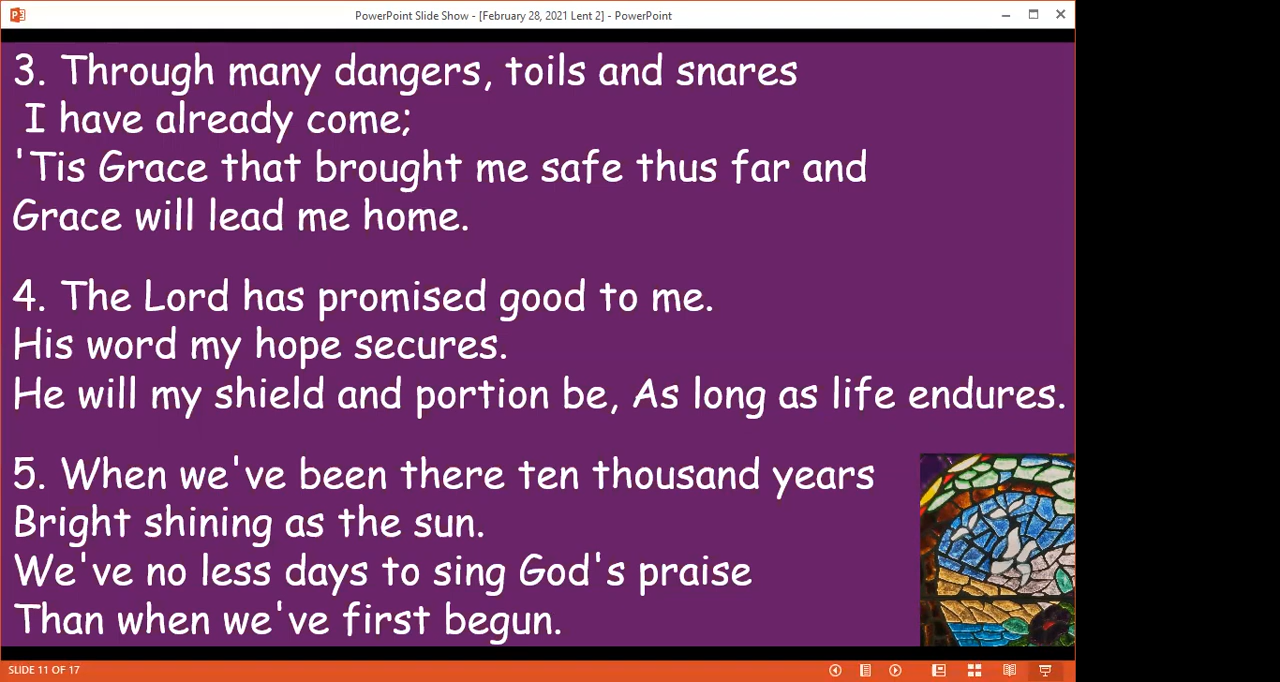 PowerPoint Slide Show - [February 28, 2021 Lent 2] - PowerPoint
3. Through many dangers, toils and snares
I have already come;
'Tis Grace that brought me safe thus far and
Grace will lead me home.
4. The Lord has promised good to me.
His word my hope secures.
He will my shield and portion be, As long as life endures.
5. When we've been there ten thousand years
Bright shining as the sun.
We've no less days to sing God's praise
Than when we've first begun.
SLIDE 11 OF 17